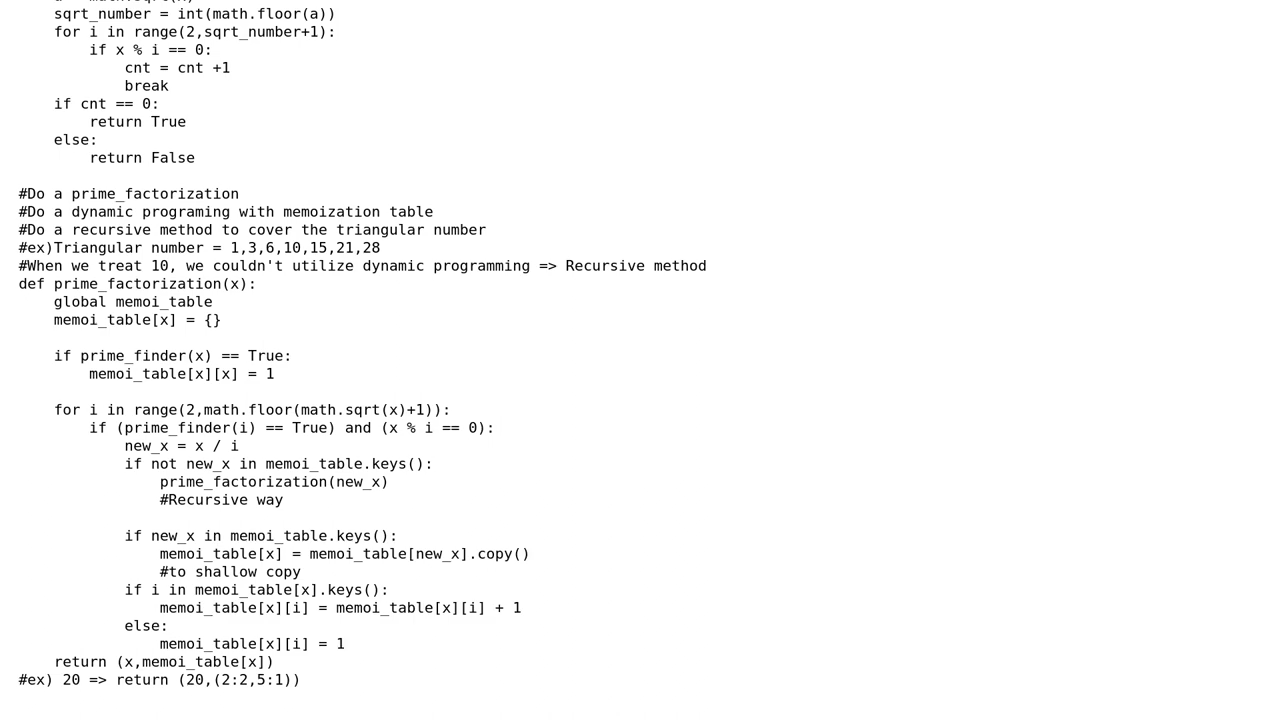 sqrt_number = int(math.floor(a))
for i in range(2,sqrt_number+1):
if x % i == 0:
cnt = cnt +1
break
if cnt == 0:
return True
else:
return False
#Do a prime_factorization
#Do a dynamic programing with memoization table
#Do a recursive method to cover the triangular number
#ex)Triangular number = 1,3,6,10,15,21,28
#When we treat 10, we couldn't utilize dynamic programming => Recursive method
def prime_factorization(x):
global memoi_table
memoi_table[x] = {}
if prime_finder(x) == True:
memoi_table[x][x] = 1
for i in range(2,math.floor(math.sqrt(x)+1)):
if (prime_finder(i) == True) and (x % i == 0):
new_x = x / i
if not new_x in memoi_table.keys():
prime_factorization(new_x)
#Recursive way
if new_x in memoi_table.keys():
memoi_table[x] = memoi_table[new_x].copy()
#to shallow copy
if i in memoi_table[x].keys():
memoi_table[x][i] = memoi_table[x][i] + 1
else:
memoi_table[x][i] = 1
return (x,memoi_table[x])
#ex) 20 => return (20,(2:2,5:1))